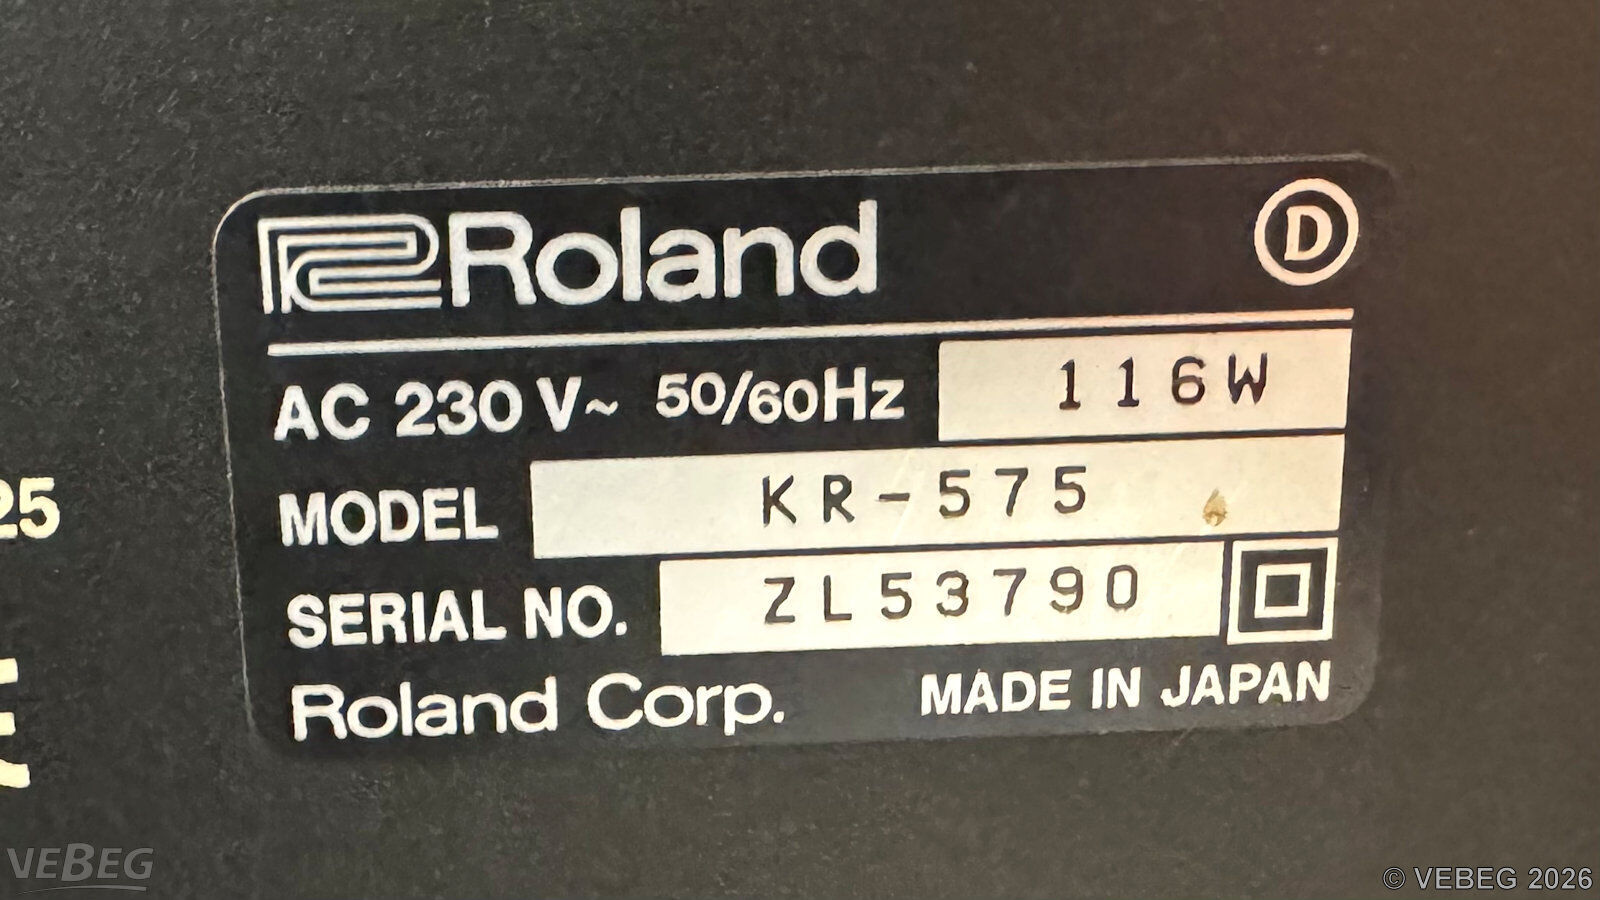 Roland
D
AC 230 V~ 50/60Hz 116W
MODEL KR-575
SERIAL NO. ZL53790
Roland Corp. MADE IN JAPAN
25
VEBEG
© VEBEG 2026